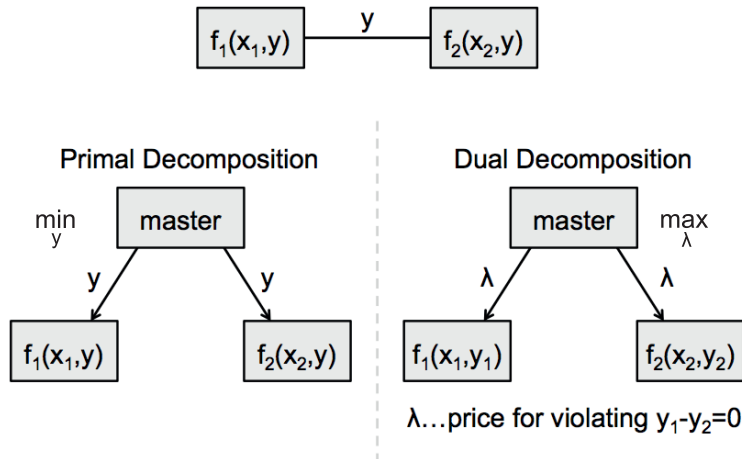 y
f₁(x₁,y)
f₂(x₂,y)
Primal Decomposition
min
y
master
y
y
f₁(x₁,y)
f₂(x₂,y)
Dual Decomposition
master
max
λ
λ
λ
f₁(x₁,y₁)
f₂(x₂,y₂)
λ…price for violating y₁-y₂=0